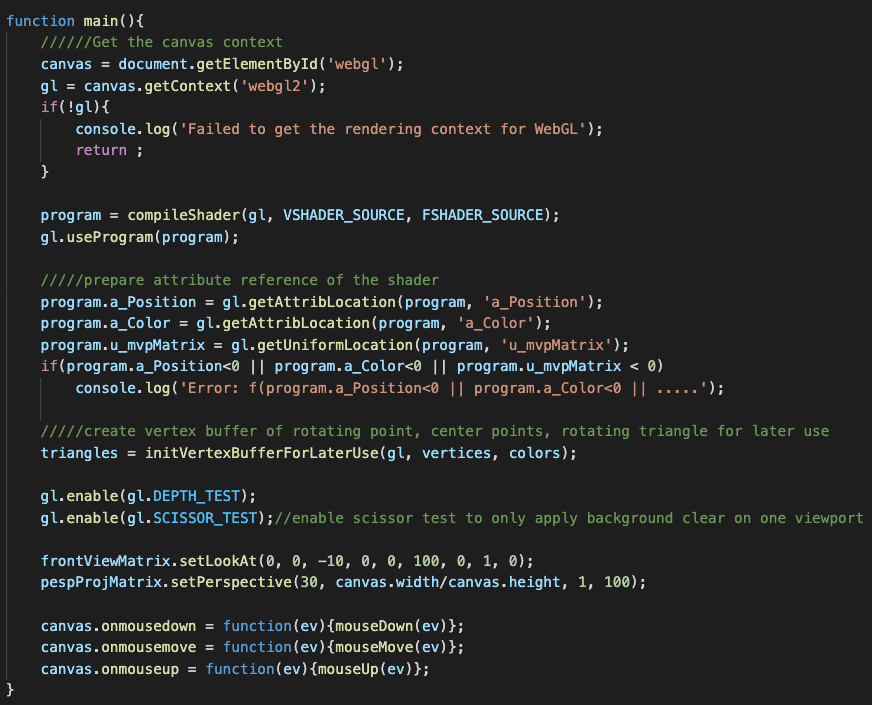 function main(){
    //////Get the canvas context
    canvas = document.getElementById('webgl');
    gl = canvas.getContext('webgl2');
    if(!gl){
        console.log('Failed to get the rendering context for WebGL');
        return ;
    }

    program = compileShader(gl, VSHADER_SOURCE, FSHADER_SOURCE);
    gl.useProgram(program);

    /////prepare attribute reference of the shader
    program.a_Position = gl.getAttribLocation(program, 'a_Position');
    program.a_Color = gl.getAttribLocation(program, 'a_Color');
    program.u_mvpMatrix = gl.getUniformLocation(program, 'u_mvpMatrix');
    if(program.a_Position<0 || program.a_Color<0 || program.u_mvpMatrix < 0)
        console.log('Error: f(program.a_Position<0 || program.a_Color<0 || .....');

    /////create vertex buffer of rotating point, center points, rotating triangle for later use
    triangles = initVertexBufferForLaterUse(gl, vertices, colors);

    gl.enable(gl.DEPTH_TEST);
    gl.enable(gl.SCISSOR_TEST);//enable scissor test to only apply background clear on one viewport

    frontViewMatrix.setLookAt(0, 0, -10, 0, 0, 100, 0, 1, 0);
    pespProjMatrix.setPerspective(30, canvas.width/canvas.height, 1, 100);

    canvas.onmousedown = function(ev){mouseDown(ev)};
    canvas.onmousemove = function(ev){mouseMove(ev)};
    canvas.onmouseup = function(ev){mouseUp(ev)};
}